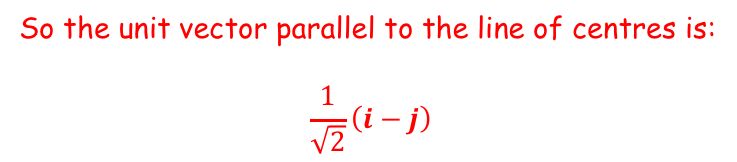 So the unit vector parallel to the line of centres is:
1/√2 (i − j)